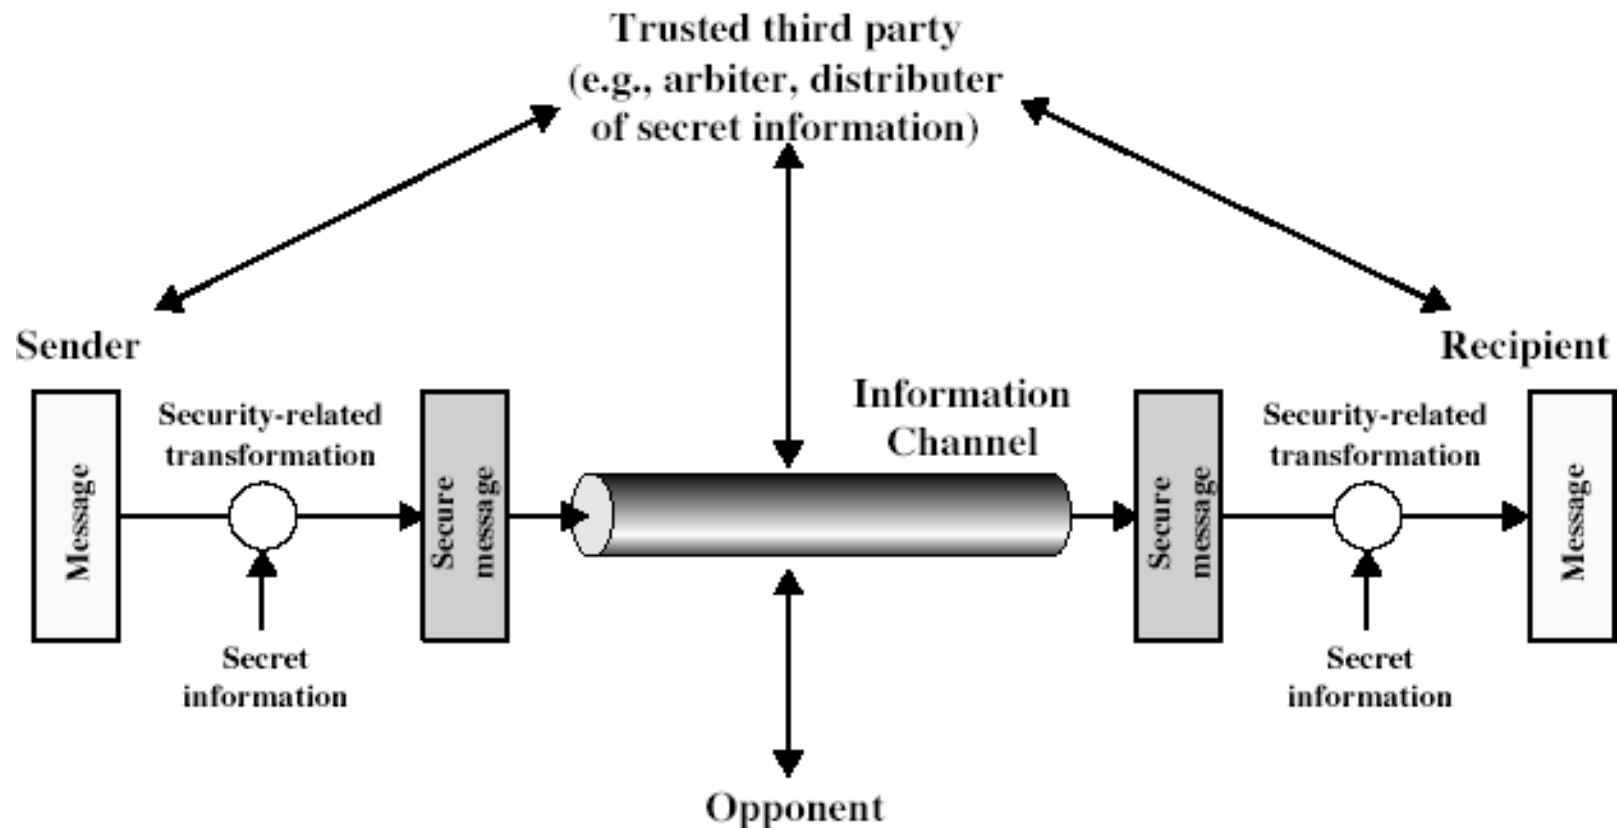 Trusted third party
(e.g., arbiter, distributer
of secret information)
Sender
Recipient
Information
Channel
Security-related
transformation
Security-related
transformation
Message
Secure
message
Secure
message
Message
Secret
information
Secret
information
Opponent